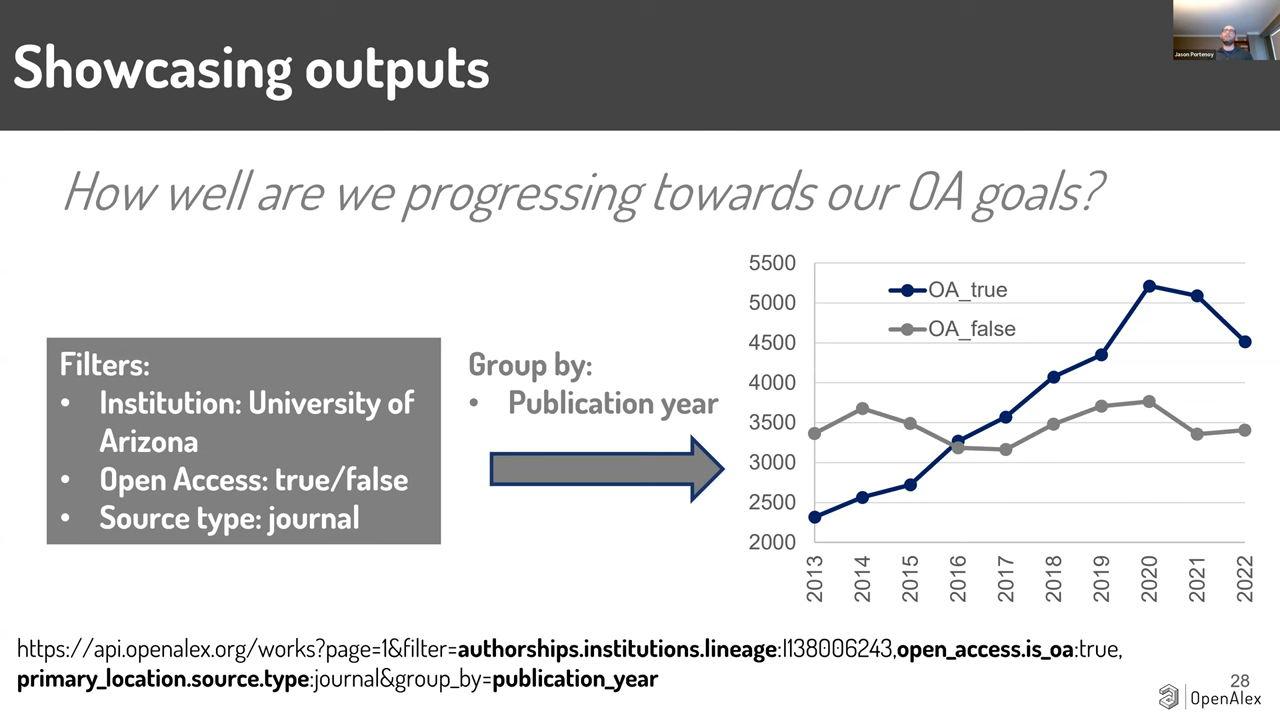 Showcasing outputs
Jason Portenoy
How well are we progressing towards our OA goals?
Filters:
• Institution: University of
Arizona
• Open Access: true/false
• Source type: journal
Group by:
• Publication year
5500
5000
4500
4000
3500
3000
2500
2000
OA_true
OA_false
2013
2014
2015
2016
2017
2018
2019
2020
2021
2022
https://api.openalex.org/works?page=1&filter=authorships.institutions.lineage:I138006243,open_access.is_oa:true,
primary_location.source.type:journal&group_by=publication_year
28
OpenAlex